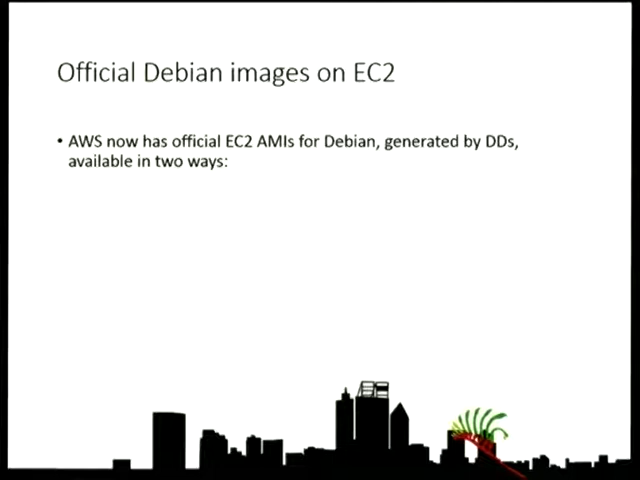 Official Debian images on EC2
• AWS now has official EC2 AMIs for Debian, generated by DDs,
available in two ways: